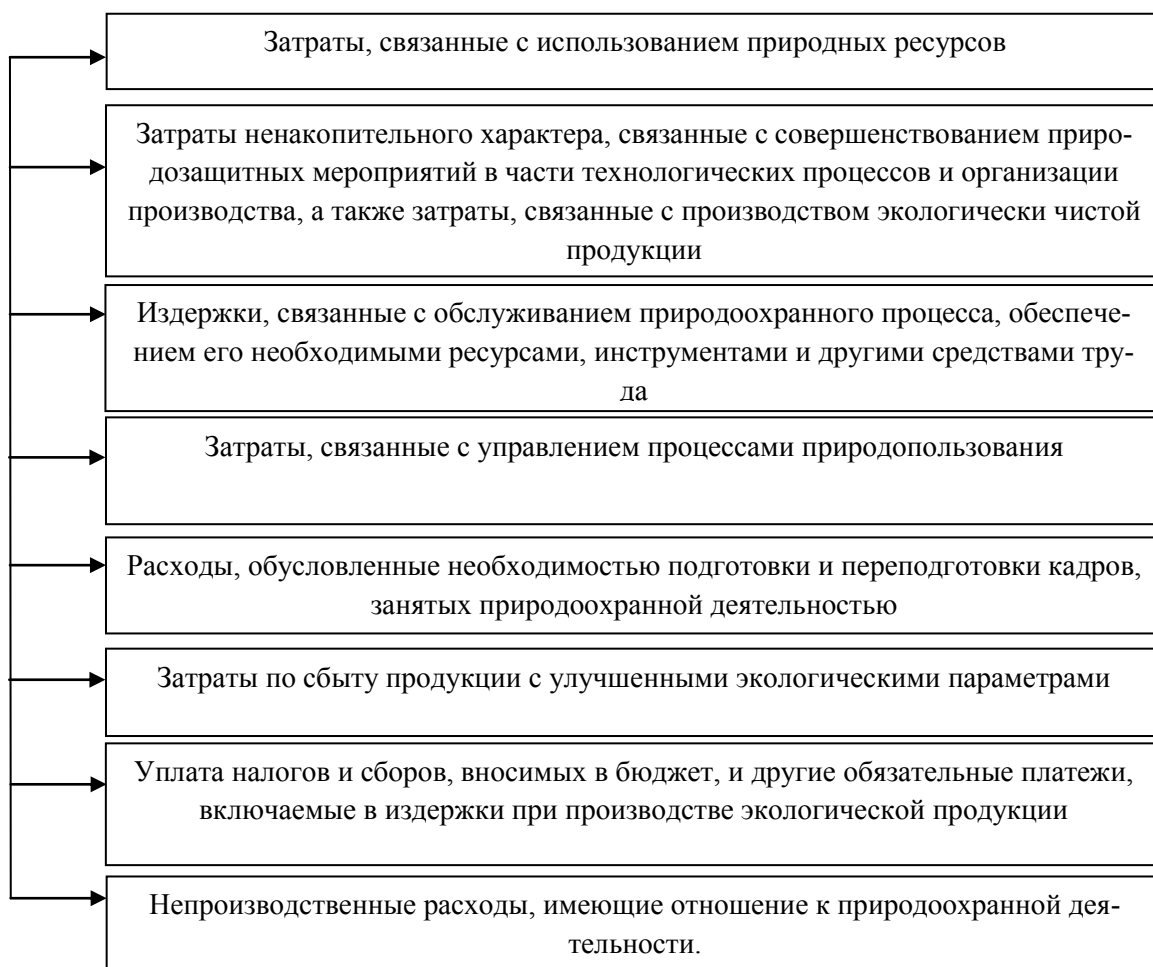 Затраты, связанные с использованием природных ресурсов
Затраты ненакопительного характера, связанные с совершенствованием приро-
дозащитных мероприятий в части технологических процессов и организации
производства, а также затраты, связанные с производством экологически чистой
продукции
Издержки, связанные с обслуживанием природоохранного процесса, обеспече-
нием его необходимыми ресурсами, инструментами и другими средствами тру-
да
Затраты, связанные с управлением процессами природопользования
Расходы, обусловленные необходимостью подготовки и переподготовки кадров,
занятых природоохранной деятельностью
Затраты по сбыту продукции с улучшенными экологическими параметрами
Уплата налогов и сборов, вносимых в бюджет, и другие обязательные платежи,
включаемые в издержки при производстве экологической продукции
Непроизводственные расходы, имеющие отношение к природоохранной дея-
тельности.